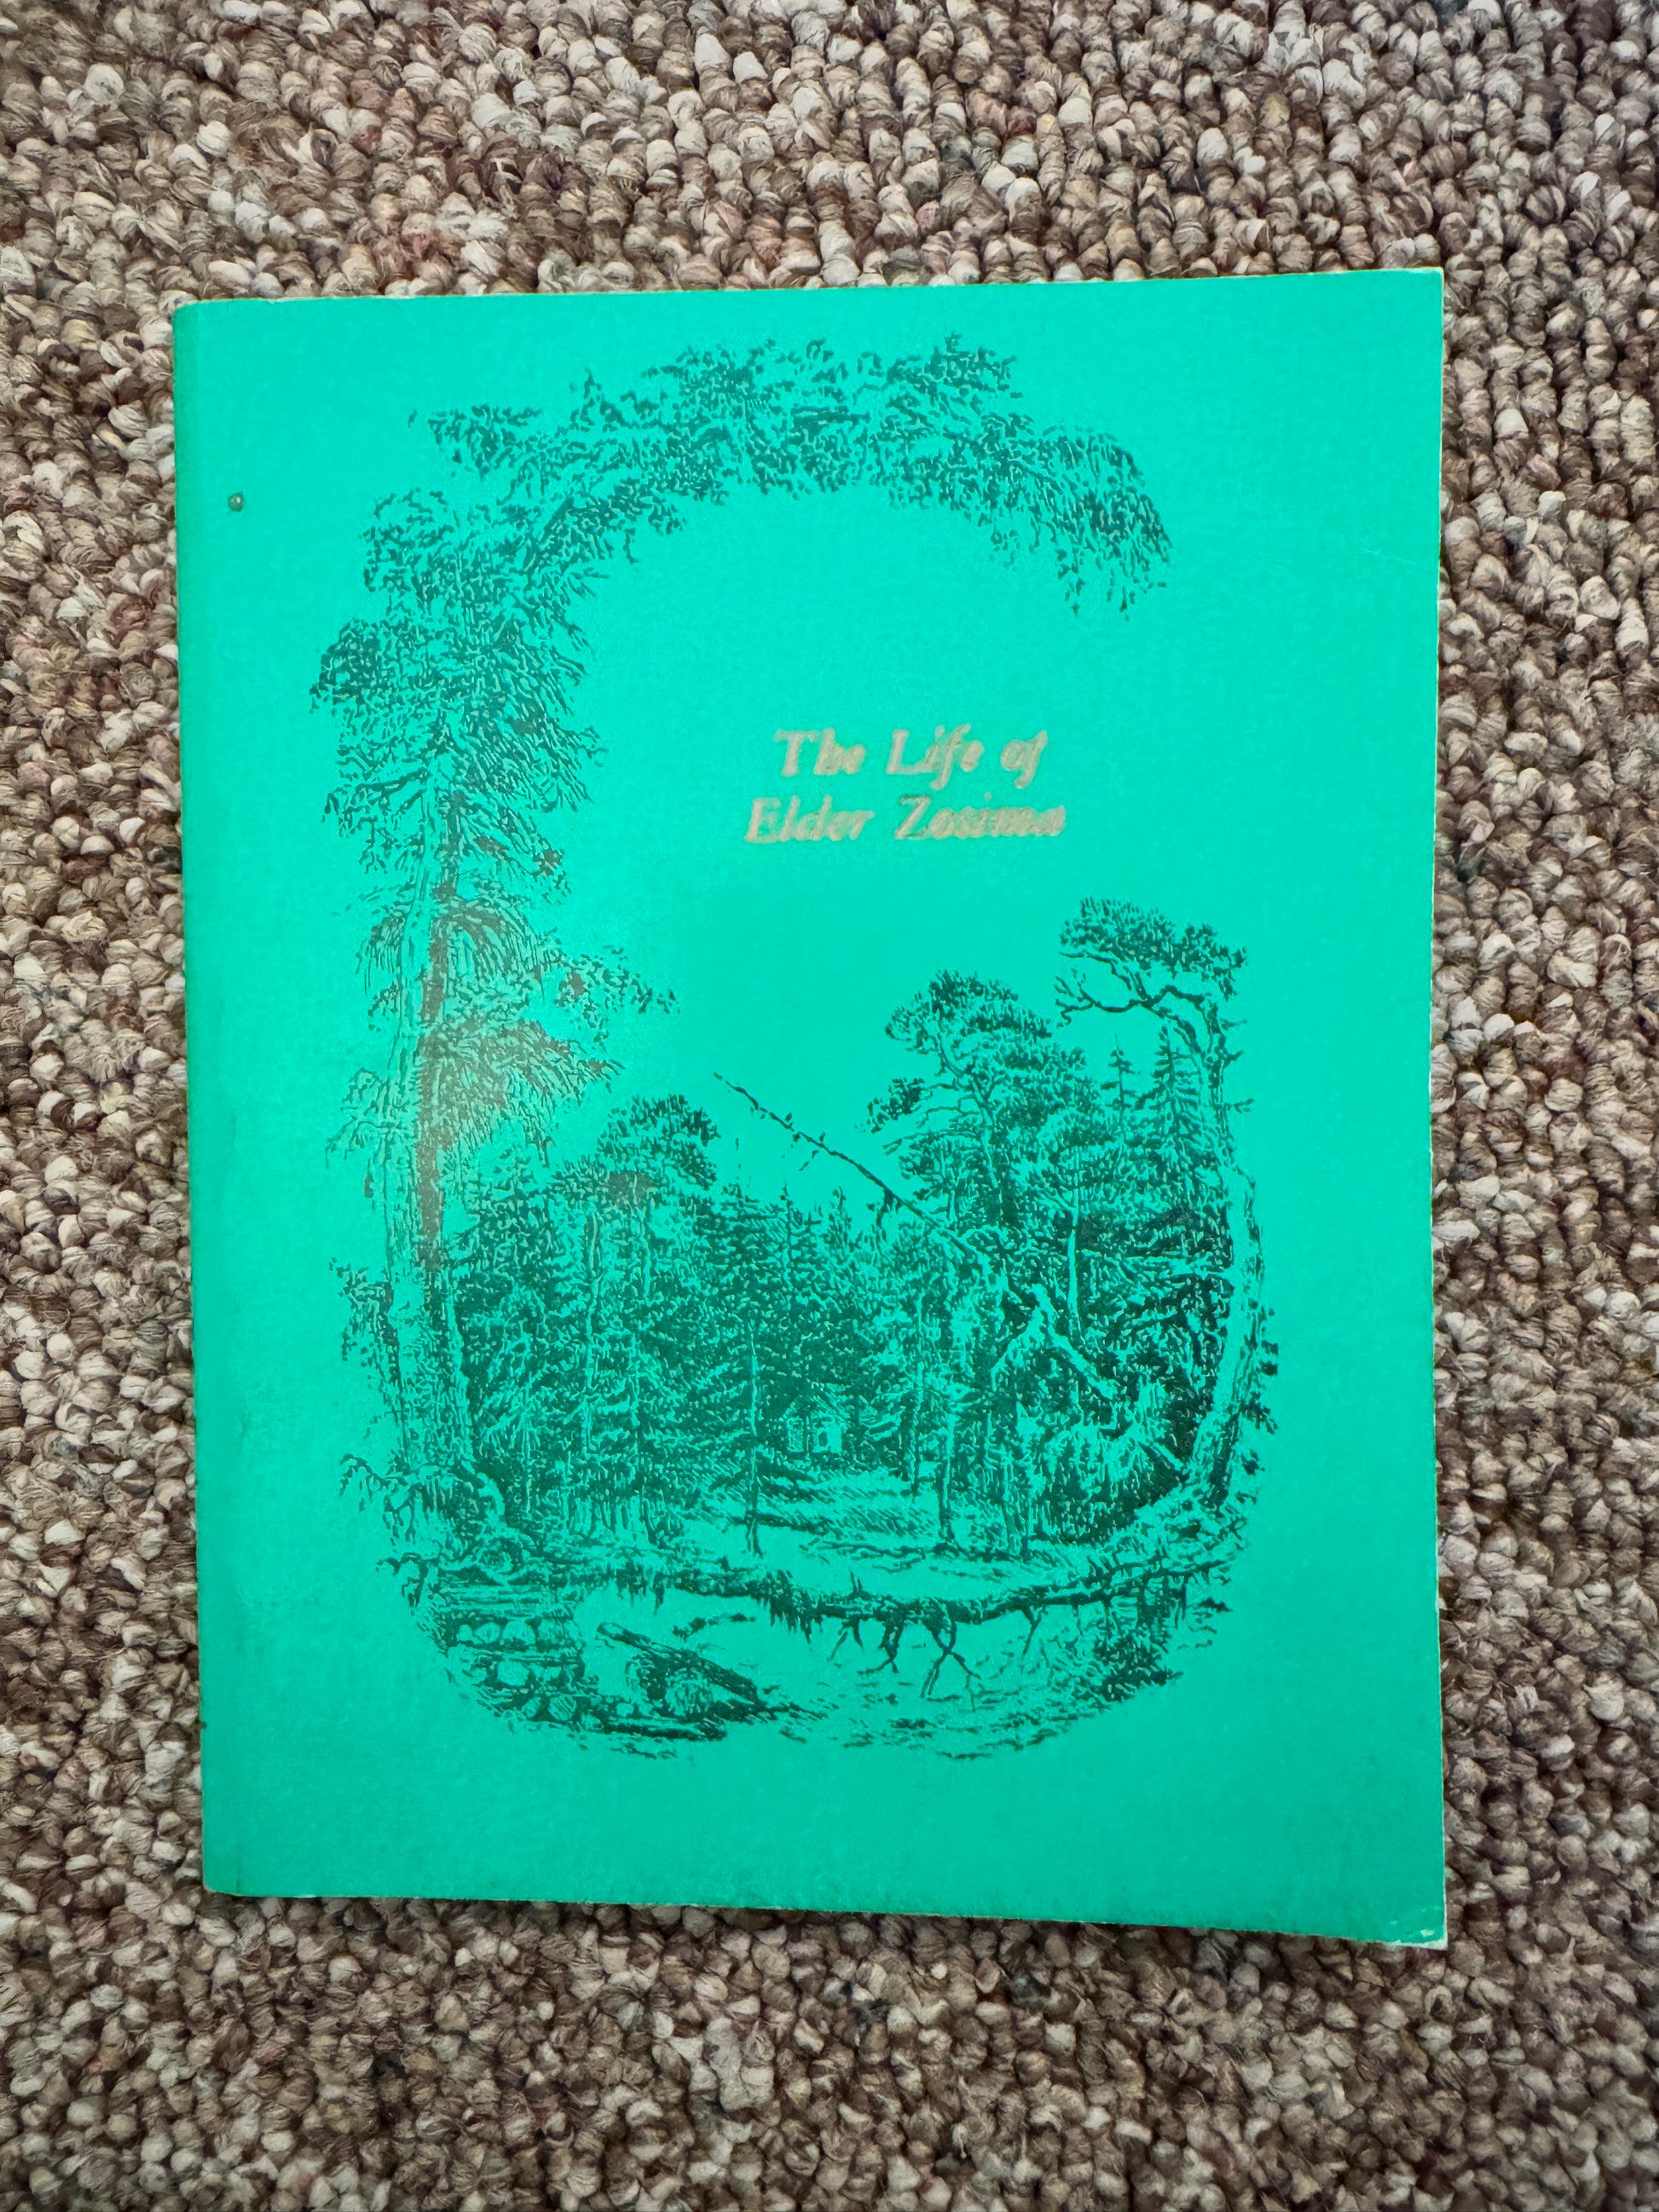 The Life of
Elder Zosima